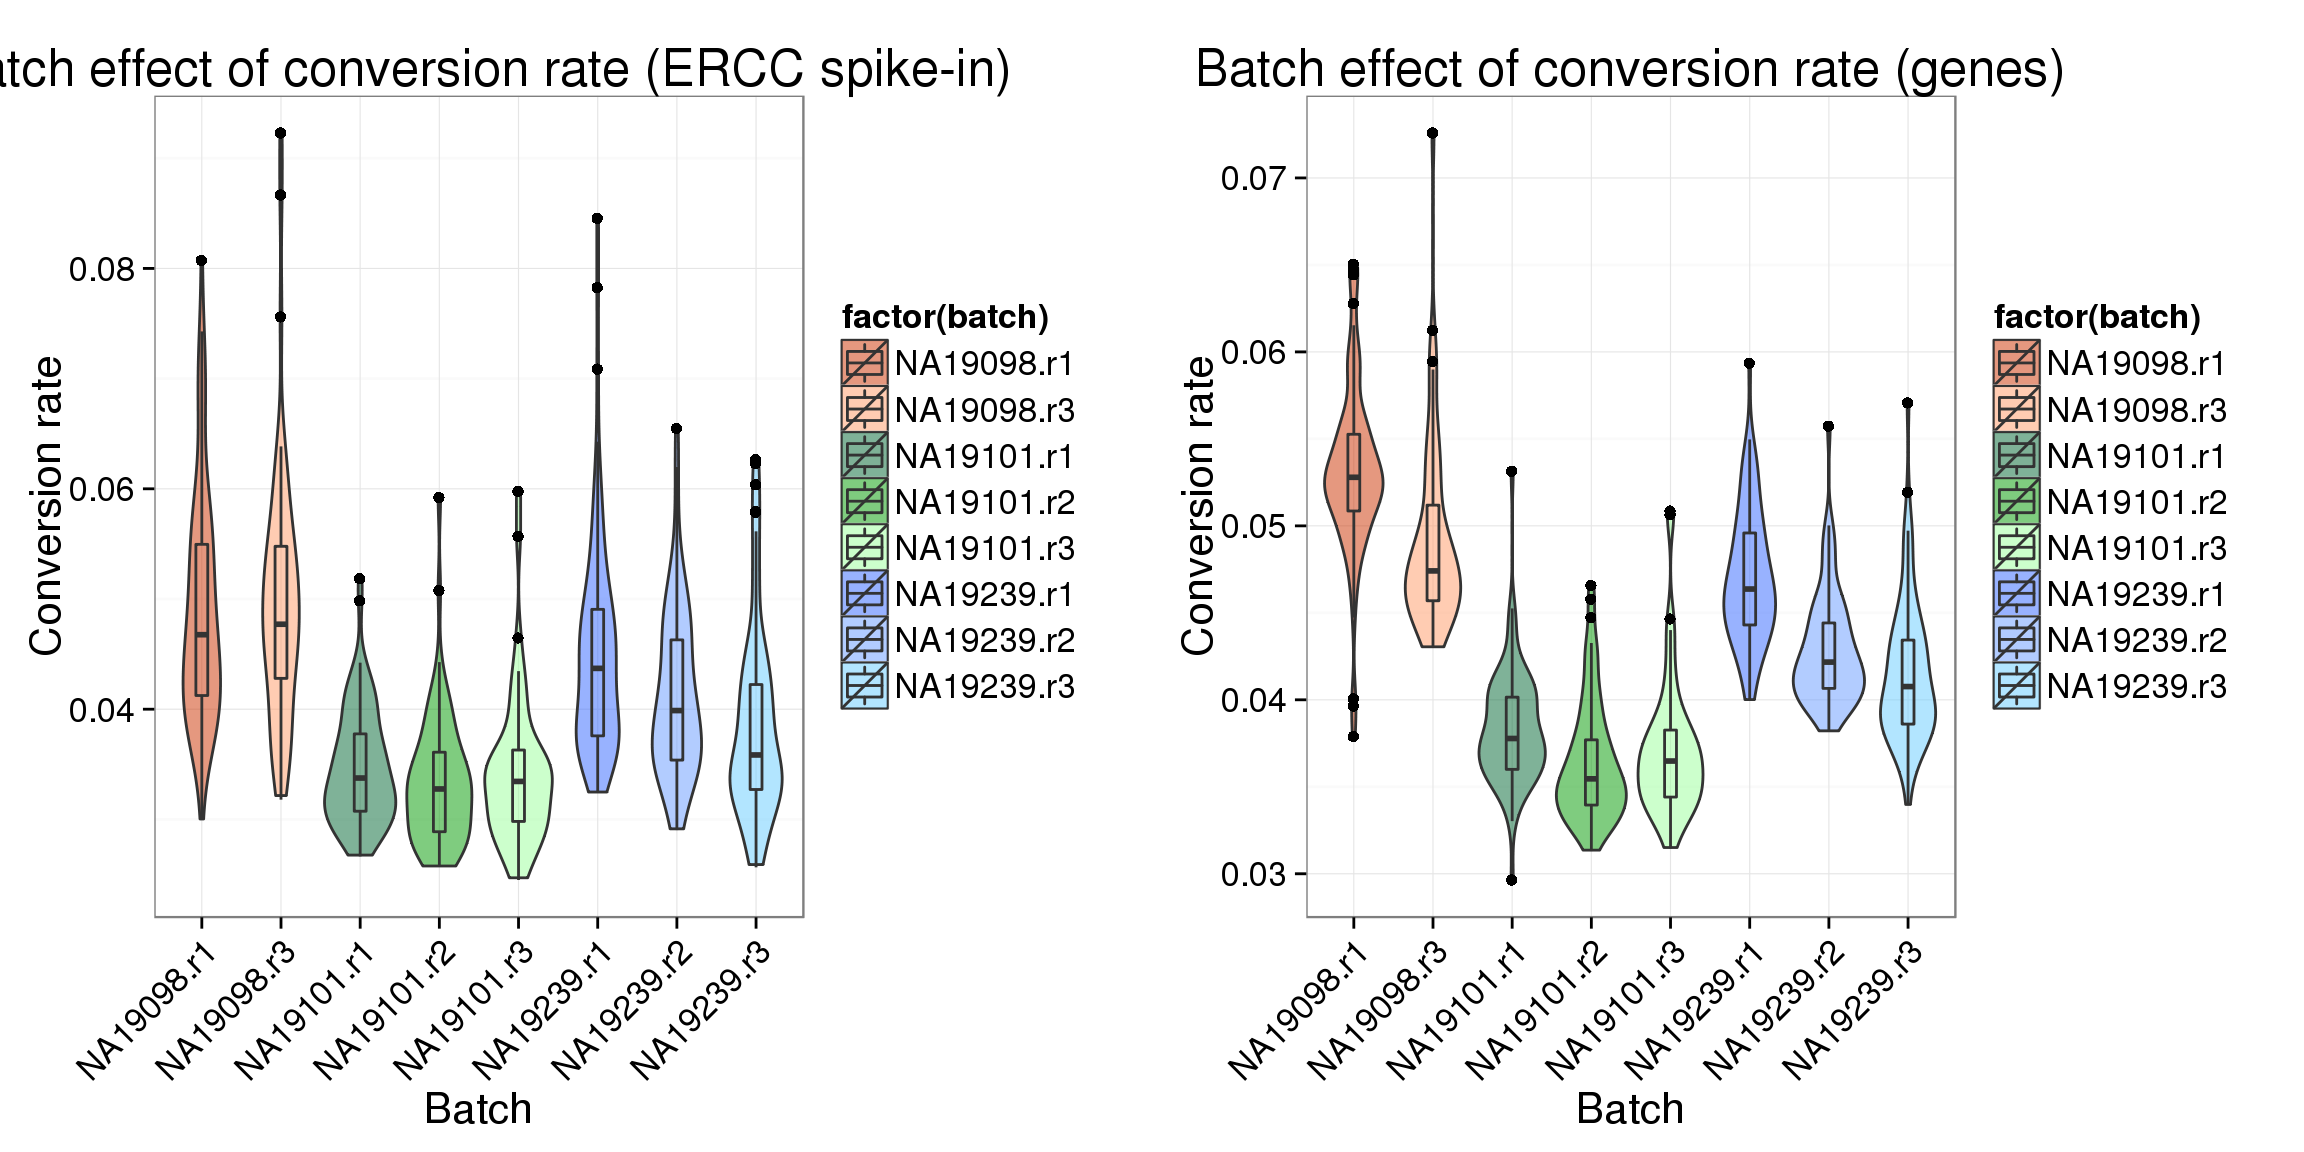 atch effect of conversion rate (ERCC spike-in)
Conversion rate
0.08
0.06
0.04
NA19098.r1
NA19098.r3
NA19101.r1
NA19101.r2
NA19101.r3
NA19239.r1
NA19239.r2
NA19239.r3
Batch
factor(batch)
NA19098.r1
NA19098.r3
NA19101.r1
NA19101.r2
NA19101.r3
NA19239.r1
NA19239.r2
NA19239.r3
Batch effect of conversion rate (genes)
Conversion rate
0.07
0.06
0.05
0.04
0.03
NA19098.r1
NA19098.r3
NA19101.r1
NA19101.r2
NA19101.r3
NA19239.r1
NA19239.r2
NA19239.r3
Batch
factor(batch)
NA19098.r1
NA19098.r3
NA19101.r1
NA19101.r2
NA19101.r3
NA19239.r1
NA19239.r2
NA19239.r3